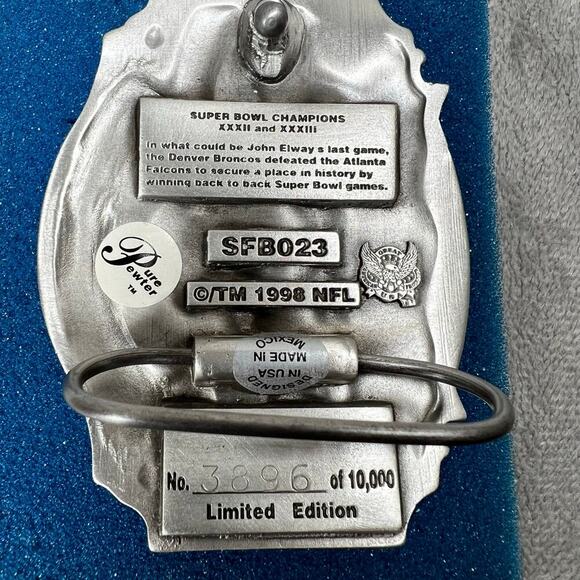 SUPER BOWL CHAMPIONS
XXXII and XXXIII
In what could be John Elway s last game,
the Denver Broncos defeated the Atlanta
Falcons to secure a place in history by
winning back to back Super Bowl games.
Pure
Pewter
TM
SFB023
GREAT
©/TM 1998 NFL
DESIGNED
IN USA
MADE IN
MEXICO
No. 3896 of 10,000
Limited Edition